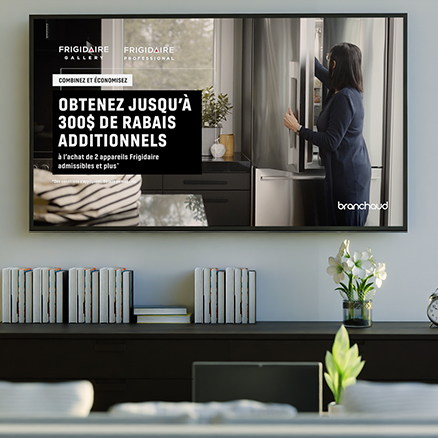 FRIGIDAIRE
GALLERY
FRIGIDAIRE
PROFESSIONAL
COMBINEZ ET ÉCONOMISEZ
OBTENEZ JUSQU'À
300$ DE RABAIS
ADDITIONNELS
à l'achat de 2 appareils Frigidaire
admissibles et plus*
branchaud